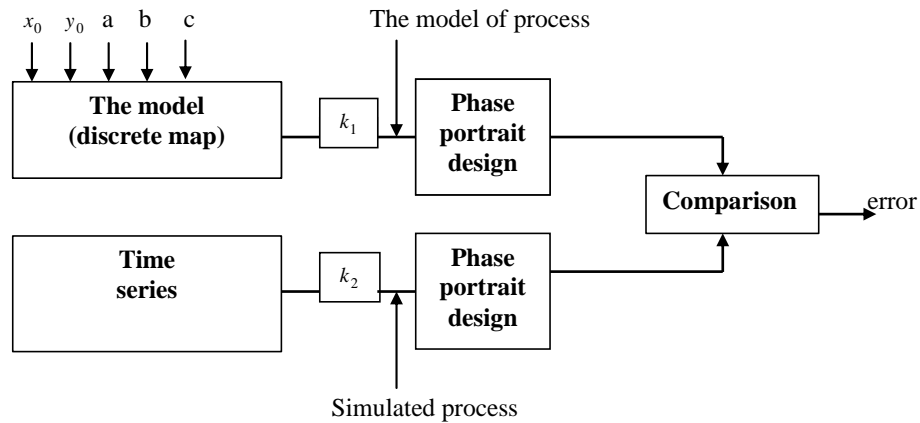 The model of process
x₀ y₀ a b c
The model
(discrete map)
k₁
Phase
portrait
design
Comparison
error
Time
series
k₂
Phase
portrait
design
Simulated process